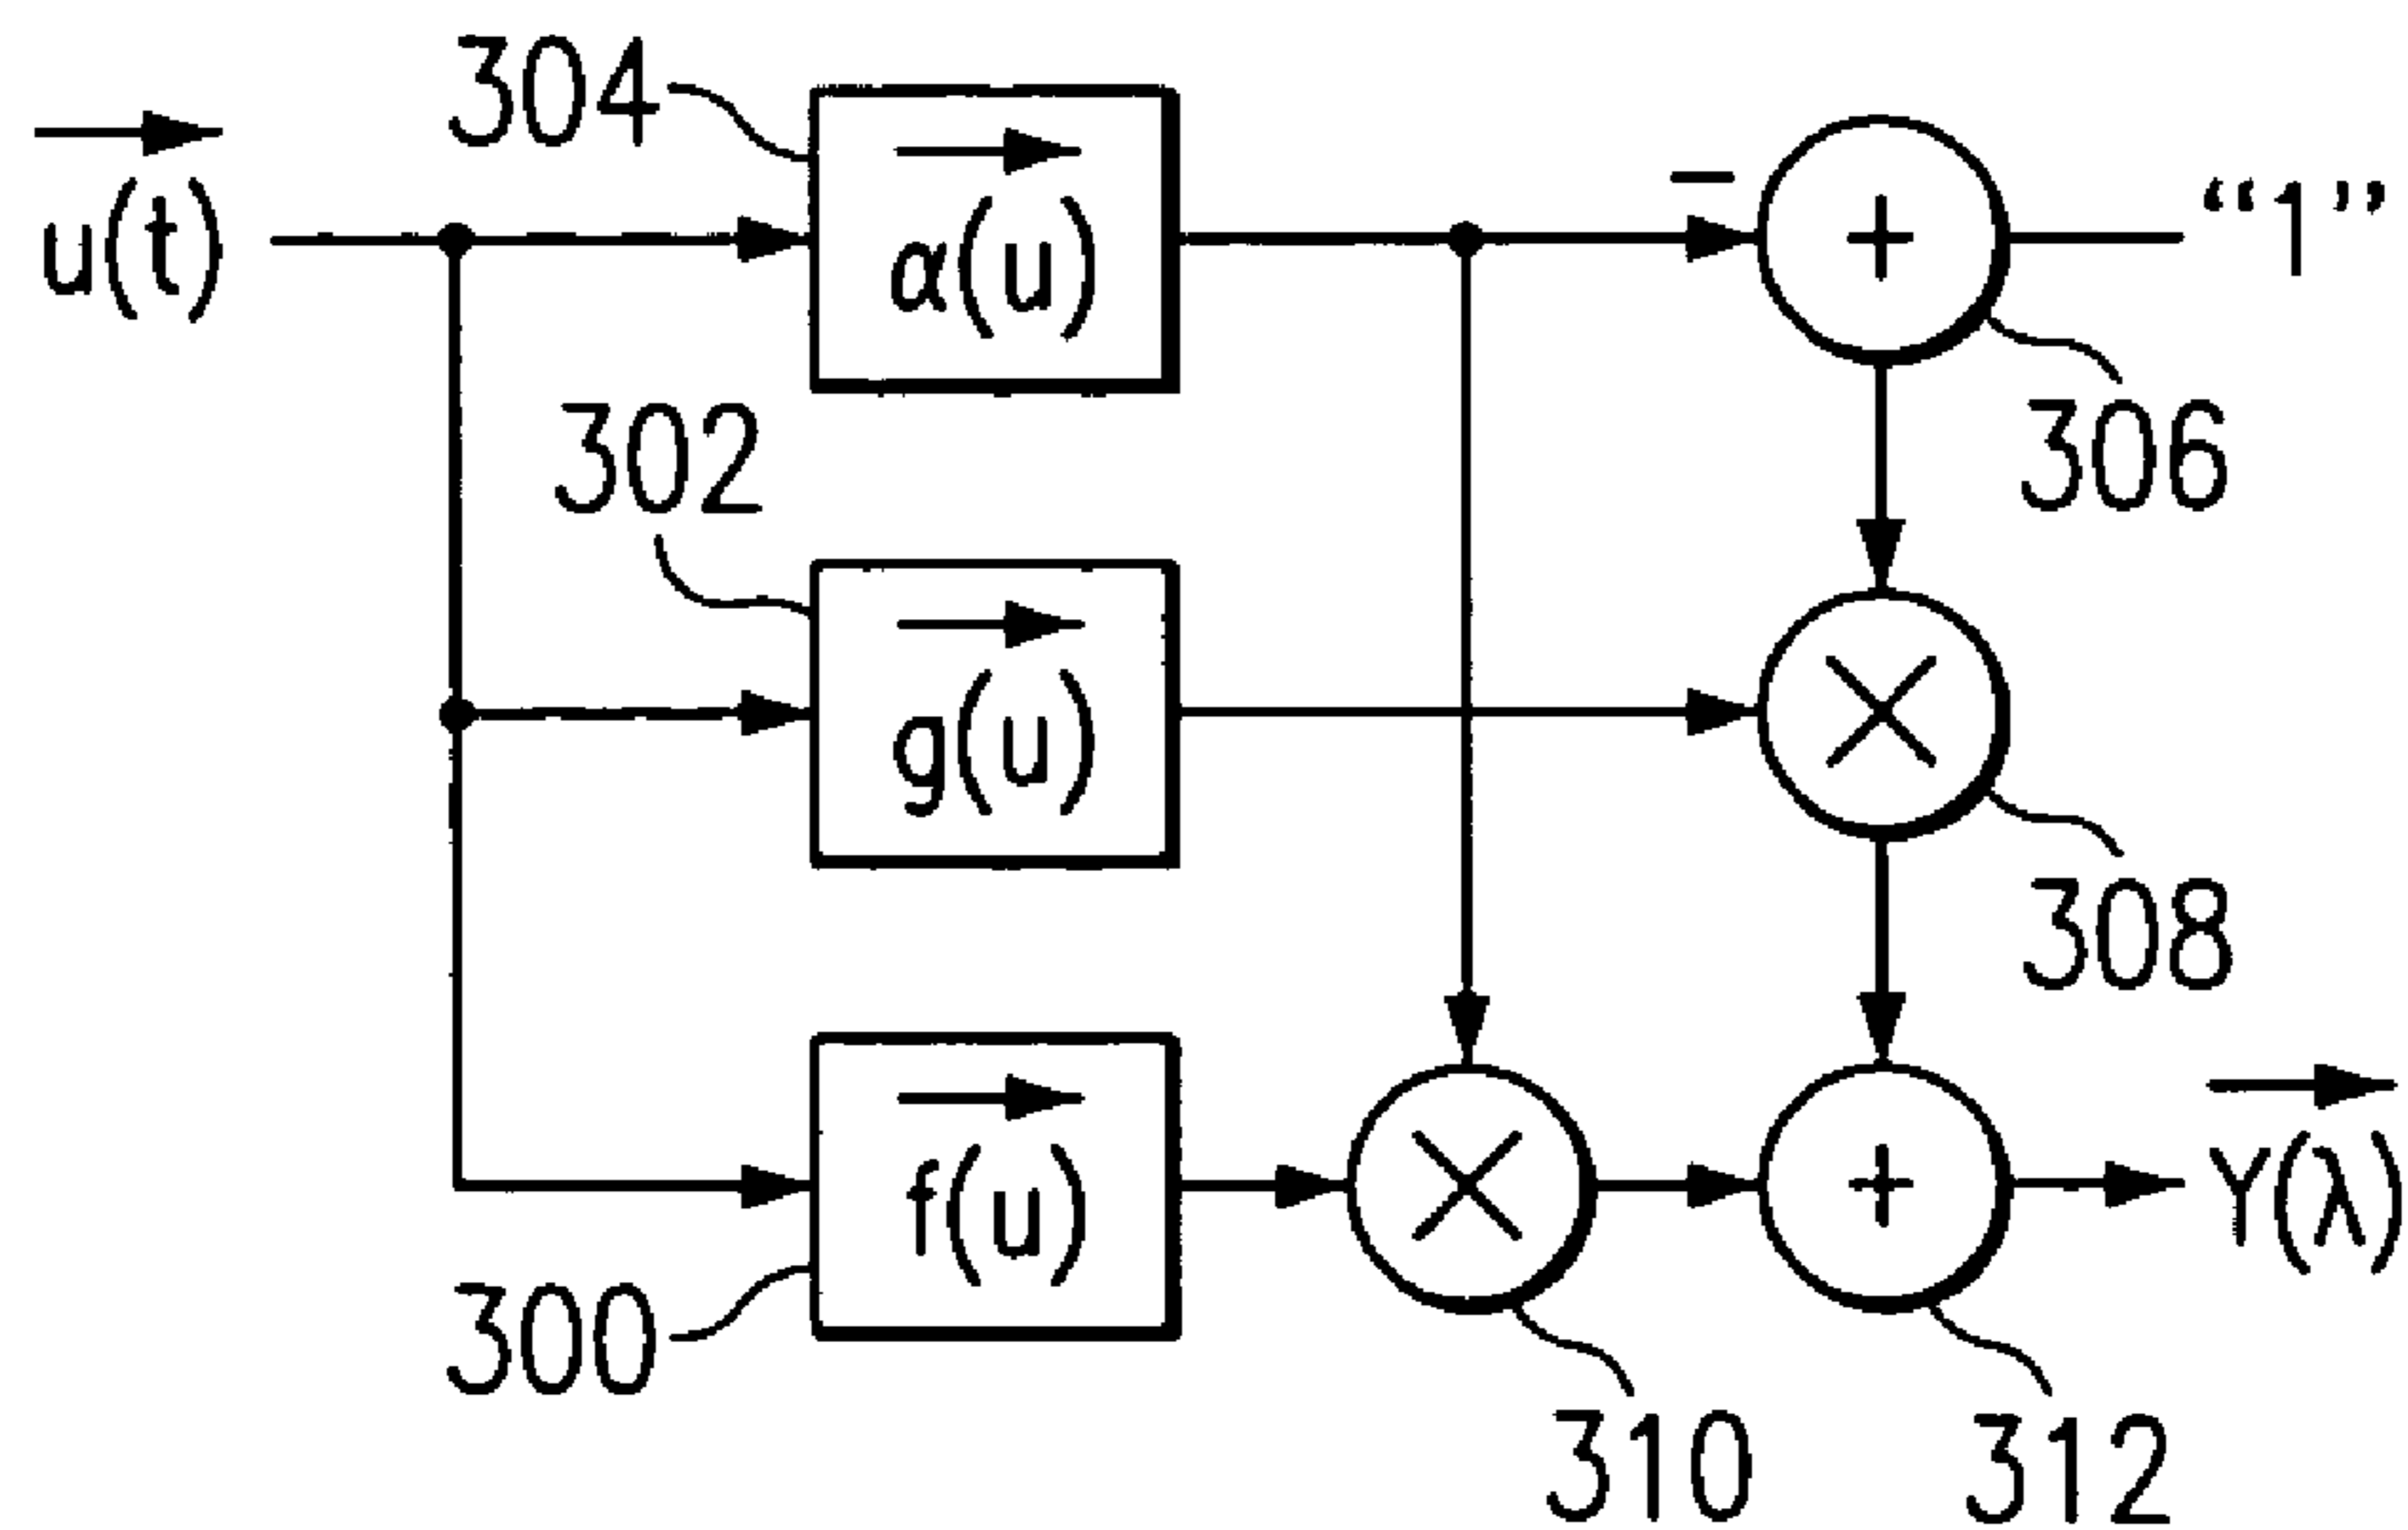 304
u(t)
α(u)
+
“1”
306
302
g(u)
×
308
f(u)
×
+
Y(λ)
300
310
312